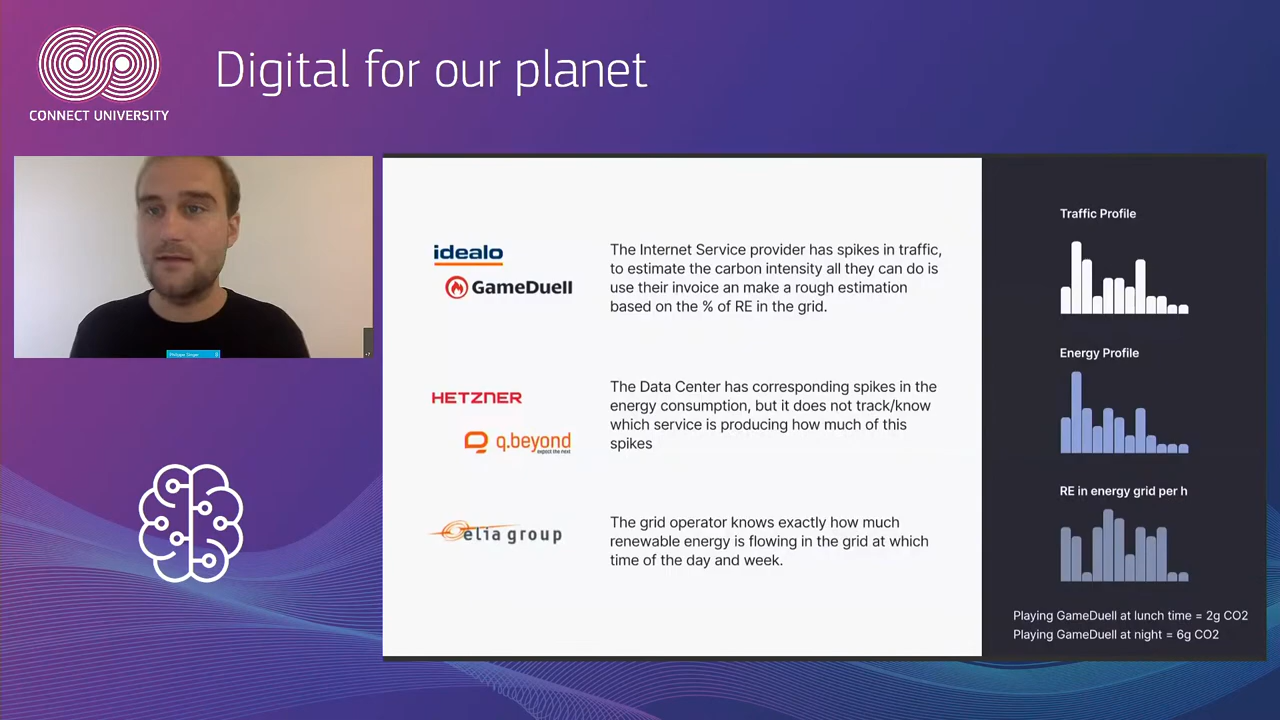 Digital for our planet
CONNECT UNIVERSITY
Philippe Singer
idealo
GameDuell
The Internet Service provider has spikes in traffic,
to estimate the carbon intensity all they can do is
use their invoice an make a rough estimation
based on the % of RE in the grid.
HETZNER
q.beyond
expect the next
The Data Center has corresponding spikes in the
energy consumption, but it does not track/know
which service is producing how much of this
spikes
elia group
The grid operator knows exactly how much
renewable energy is flowing in the grid at which
time of the day and week.
Traffic Profile
Energy Profile
RE in energy grid per h
Playing GameDuell at lunch time = 2g CO2
Playing GameDuell at night = 6g CO2